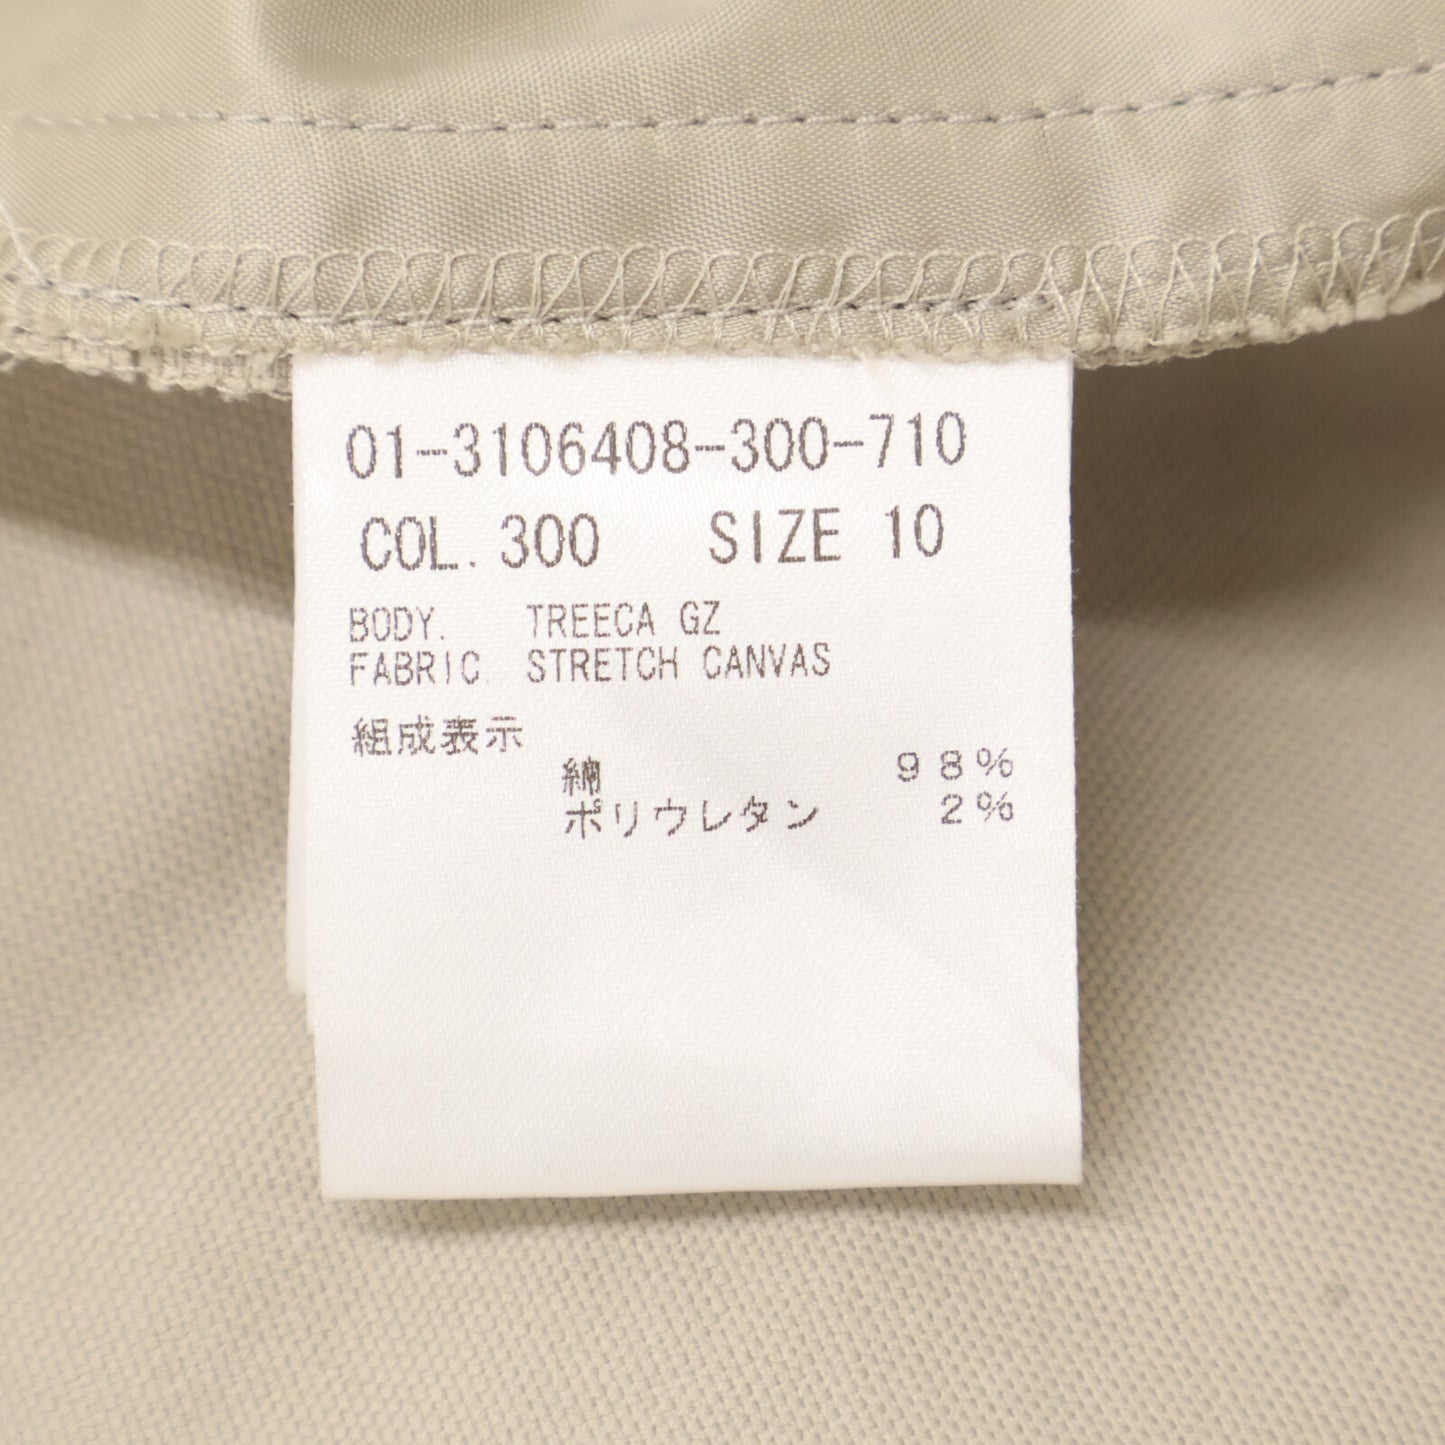 01-3106408-300-710
COL. 300 SIZE 10
BODY. TREECA GZ
FABRIC. STRETCH CANVAS
組成表示
綿 98%
ポリウレタン 2%